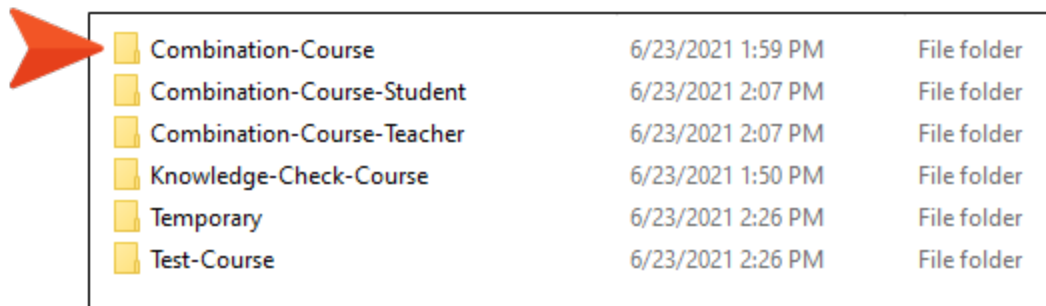 Combination-Course 6/23/2021 1:59 PM File folder
Combination-Course-Student 6/23/2021 2:07 PM File folder
Combination-Course-Teacher 6/23/2021 2:07 PM File folder
Knowledge-Check-Course 6/23/2021 1:50 PM File folder
Temporary 6/23/2021 2:26 PM File folder
Test-Course 6/23/2021 2:26 PM File folder